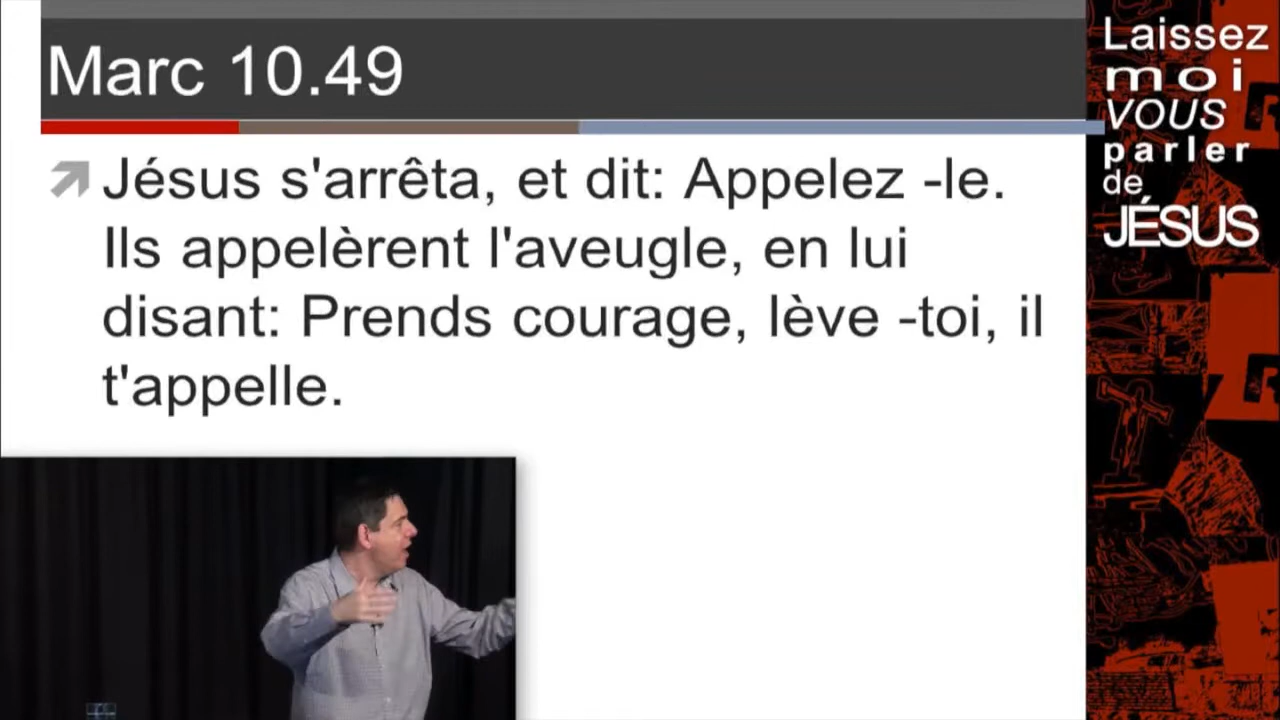 Marc 10.49
Jésus s'arrêta, et dit: Appelez -le.
Ils appelèrent l'aveugle, en lui
disant: Prends courage, lève -toi, il
t'appelle.
Laissez
moi
VOUS
parler
de
JÉSUS